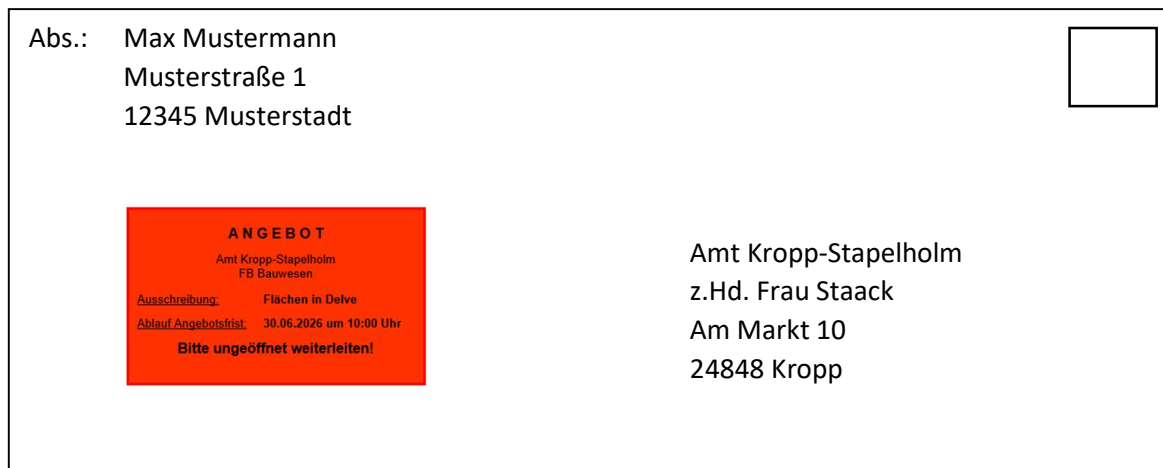 Abs.: Max Mustermann
Musterstraße 1
12345 Musterstadt
ANGEBOT
Amt Kropp-Stapelholm
FB Bauwesen
Ausschreibung: Flächen in Delve
Ablauf Angebotsfrist: 30.06.2026 um 10:00 Uhr
Bitte ungeöffnet weiterleiten!
Amt Kropp-Stapelholm
z.Hd. Frau Staack
Am Markt 10
24848 Kropp